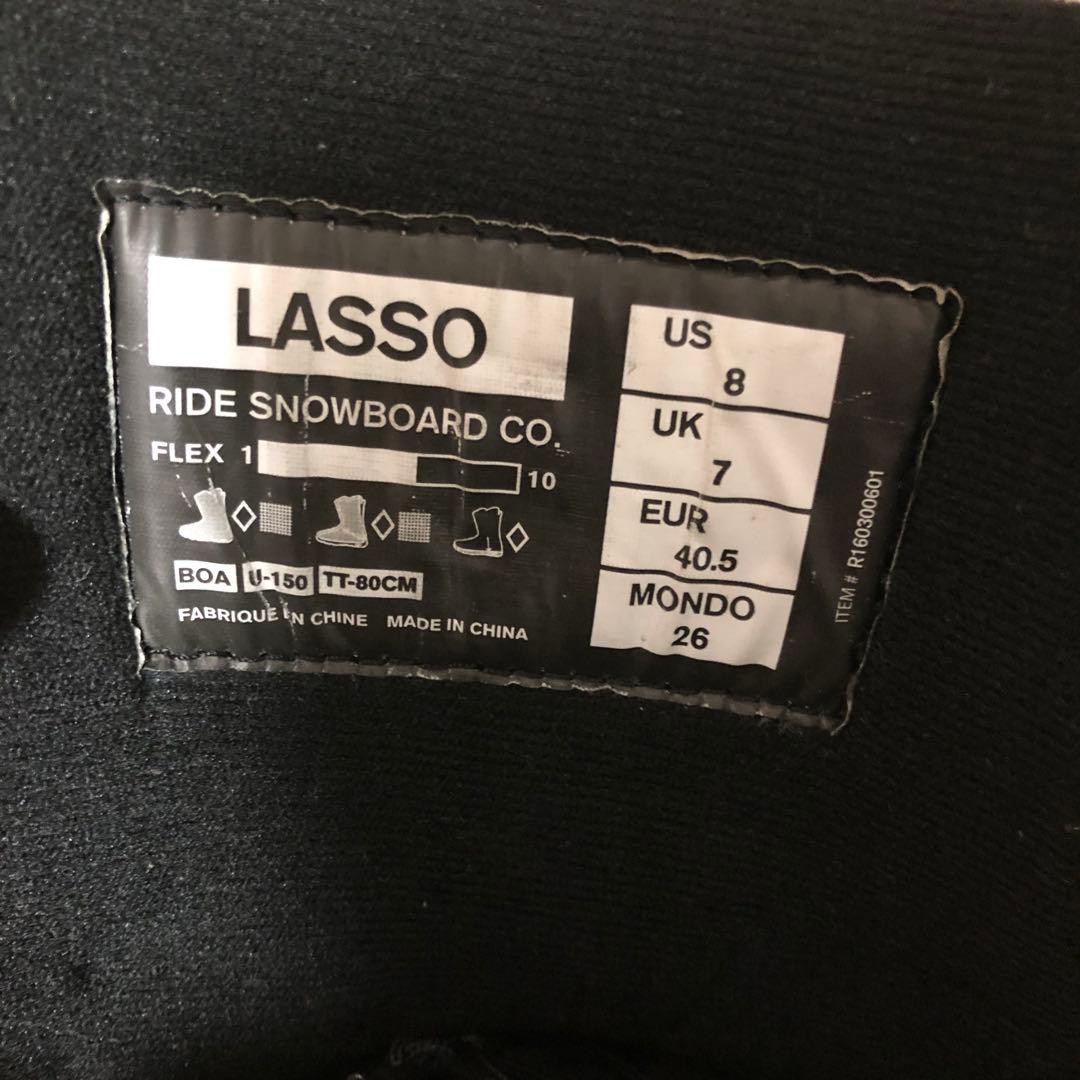 LASSO
RIDE SNOWBOARD CO.
FLEX 1 10
BOA U-150 TT-80CM
FABRIQUE EN CHINE MADE IN CHINA
US
8
UK
7
EUR
40.5
MONDO
26
ITEM # R160300601